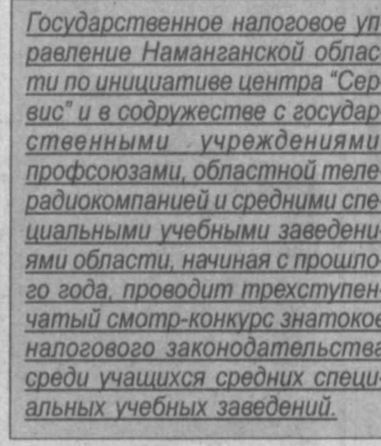 Государственное налоговое уп
равление Наманганской облас
ти по инициативе центра “Сер
вис” и в содружестве с государ
ственными учреждениями
профсоюзами, областной теле
радиокомпанией и средними спе
циальными учебными заведени
ями области, начиная с прошло-
го года, проводит трехступен-
чатый смотр-конкурс знатоков
налогового законодательства
среди учащихся средних специ-
альных учебных заведений.